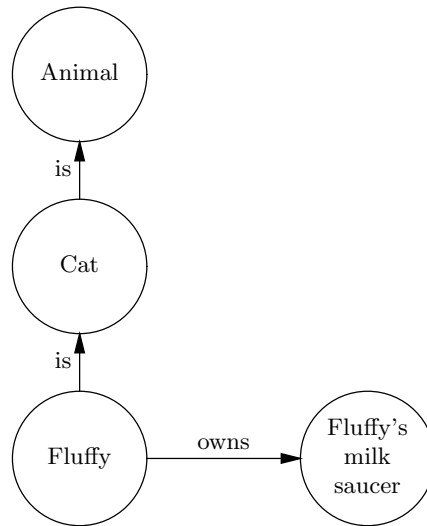 Animal
is
Cat
is
Fluffy
owns
Fluffy's
milk
saucer